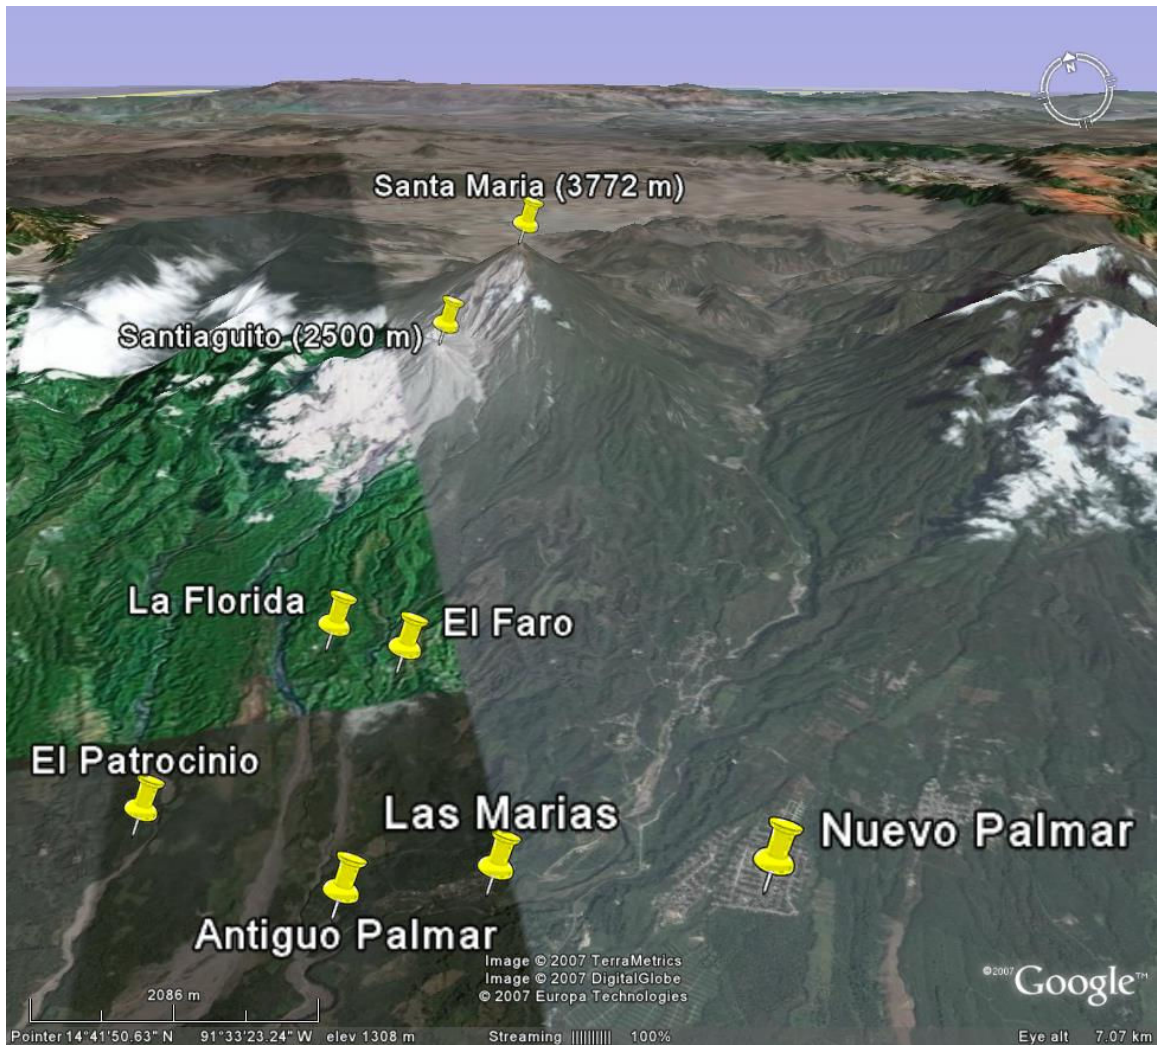 N
Santa Maria (3772 m)
Santiaguito (2500 m)
La Florida
El Faro
El Patrocinio
Las Marias
Nuevo Palmar
Antiguo Palmar
Image © 2007 TerraMetrics
Image © 2007 DigitalGlobe
© 2007 Europa Technologies
©2007 Google™
2086 m
Pointer 14°41'50.63" N 91°33'23.24" W elev 1308 m Streaming ||||||||| 100% Eye alt 7.07 km